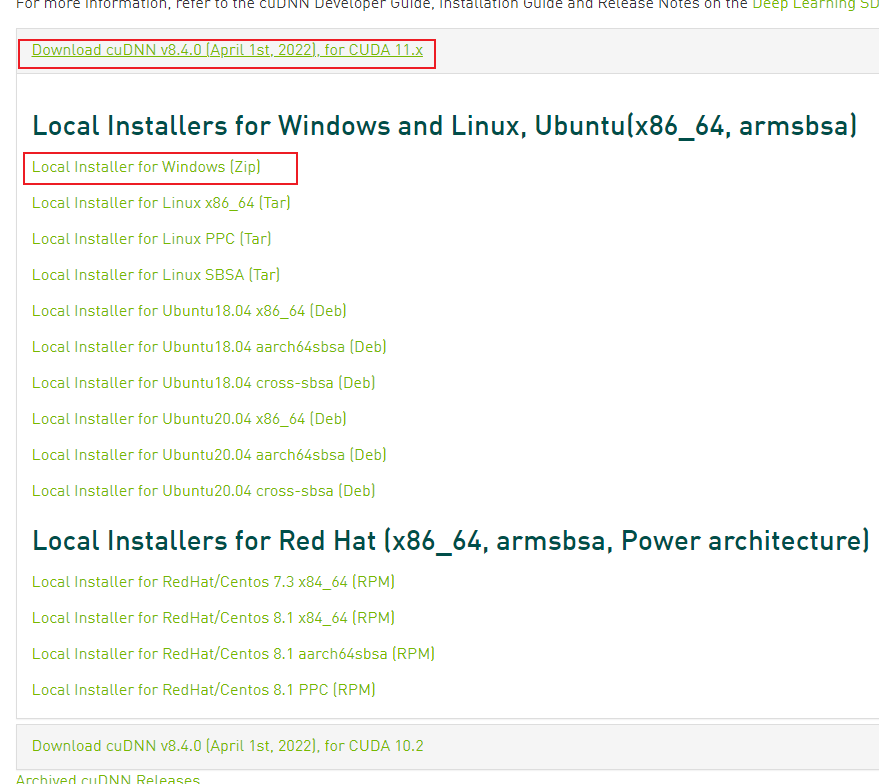 For more information, refer to the cuDNN Developer Guide, Installation Guide and Release Notes on the Deep Learning SD
Download cuDNN v8.4.0 (April 1st, 2022), for CUDA 11.x
Local Installers for Windows and Linux, Ubuntu(x86_64, armsbsa)
Local Installer for Windows (Zip)
Local Installer for Linux x86_64 (Tar)
Local Installer for Linux PPC (Tar)
Local Installer for Linux SBSA (Tar)
Local Installer for Ubuntu18.04 x86_64 (Deb)
Local Installer for Ubuntu18.04 aarch64sbsa (Deb)
Local Installer for Ubuntu18.04 cross-sbsa (Deb)
Local Installer for Ubuntu20.04 x86_64 (Deb)
Local Installer for Ubuntu20.04 aarch64sbsa (Deb)
Local Installer for Ubuntu20.04 cross-sbsa (Deb)
Local Installers for Red Hat (x86_64, armsbsa, Power architecture)
Local Installer for RedHat/Centos 7.3 x84_64 (RPM)
Local Installer for RedHat/Centos 8.1 x84_64 (RPM)
Local Installer for RedHat/Centos 8.1 aarch64sbsa (RPM)
Local Installer for RedHat/Centos 8.1 PPC (RPM)
Download cuDNN v8.4.0 (April 1st, 2022), for CUDA 10.2
Archived cuDNN Releases